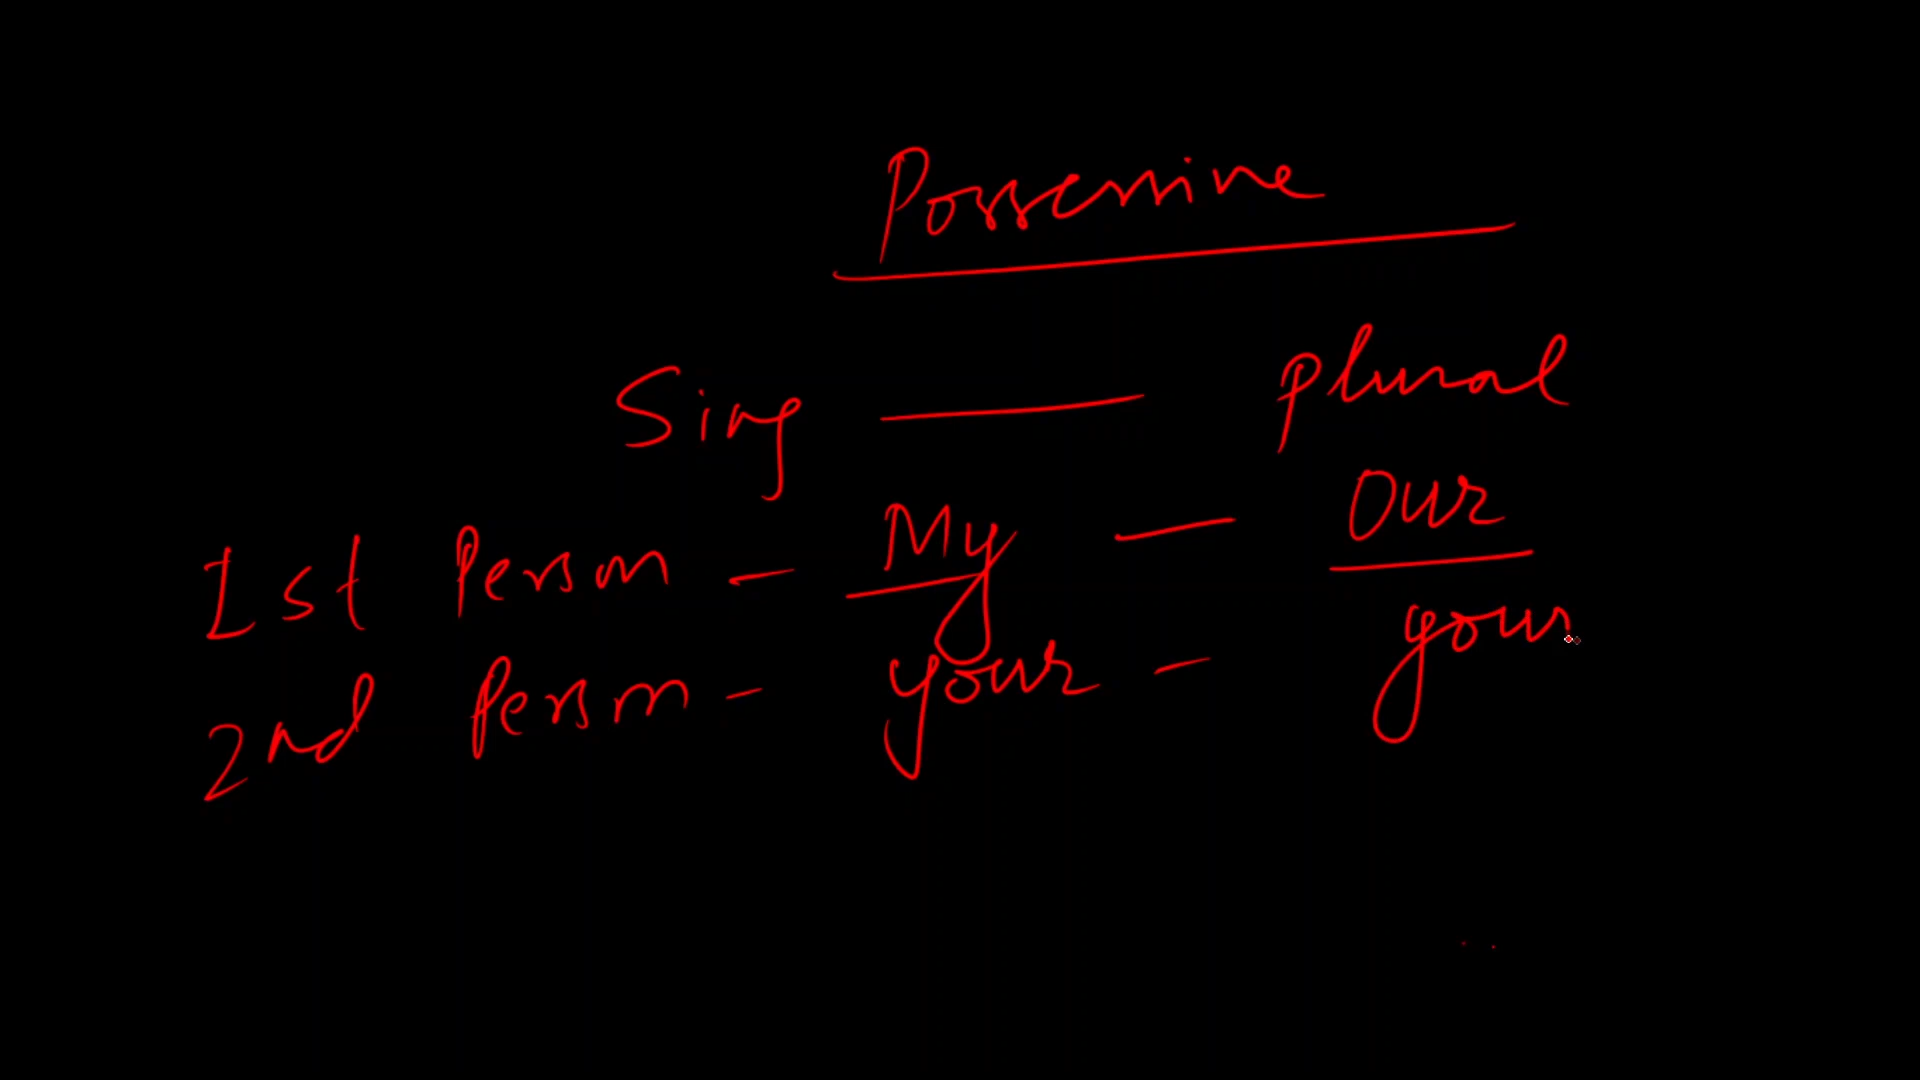 Possessive
Sing — plural
1st Person - My — Our
2nd Person - your - your